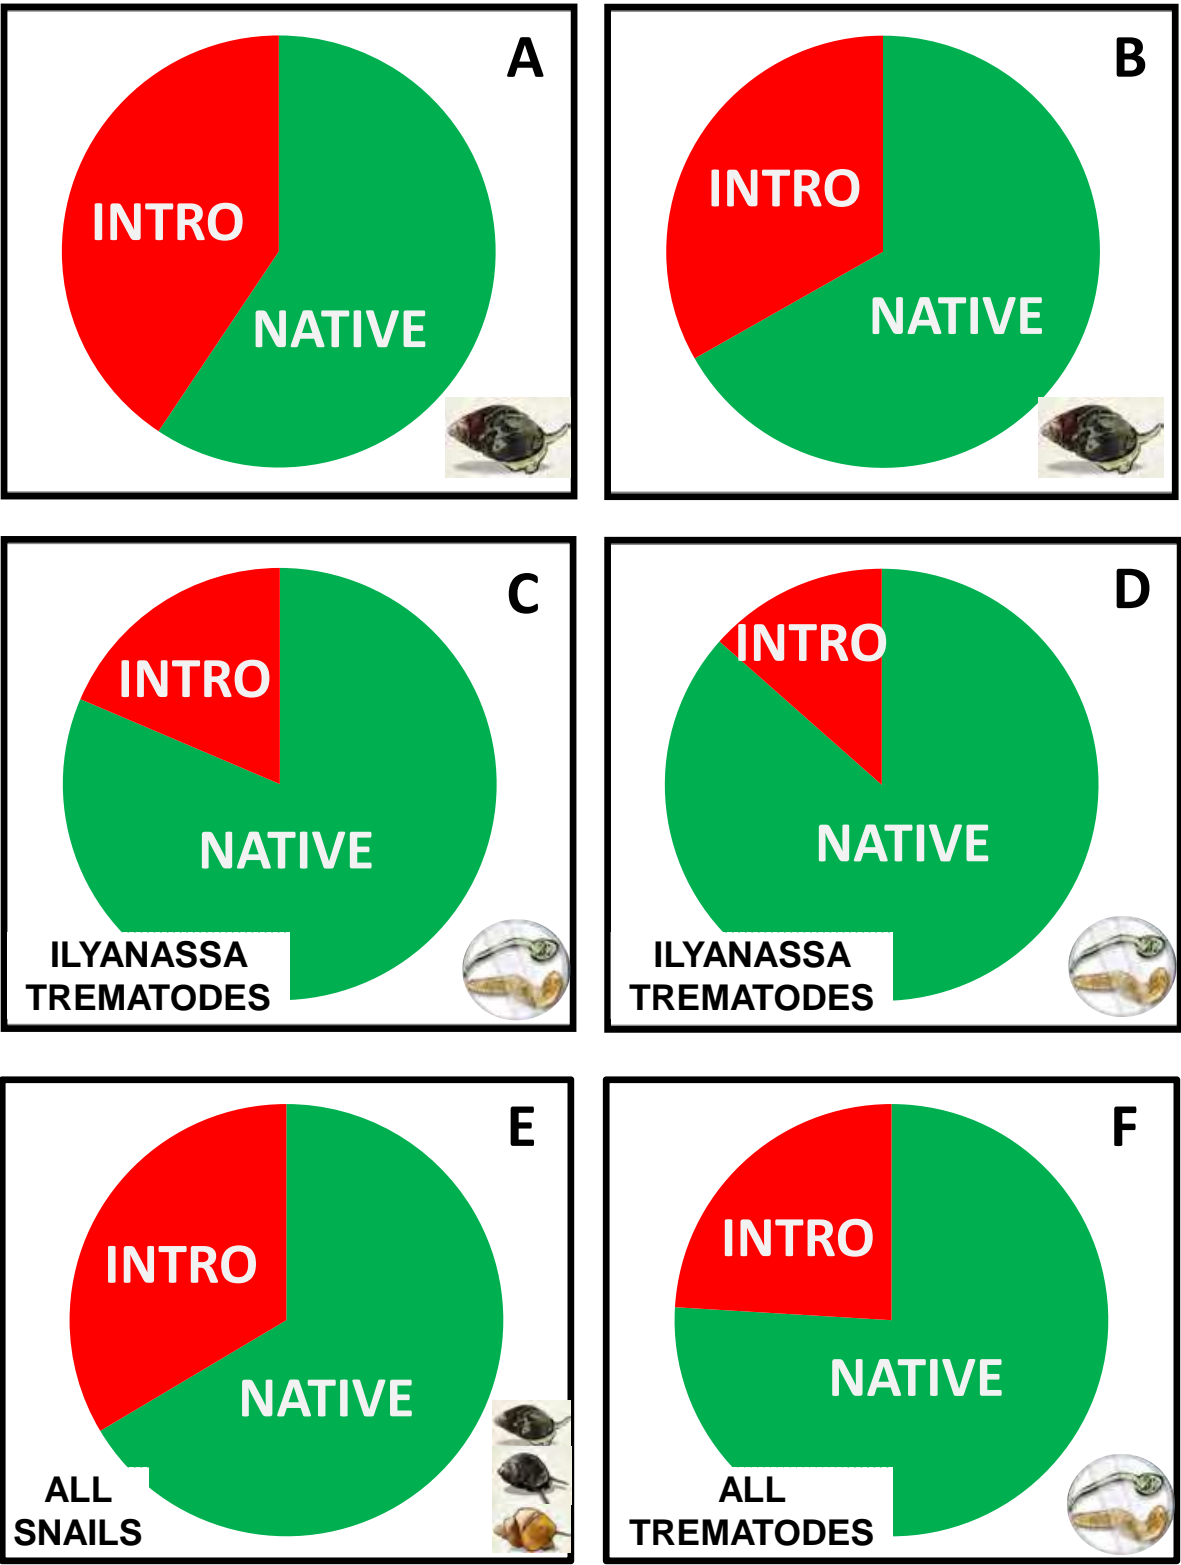 A
INTRO
NATIVE
B
INTRO
NATIVE
C
INTRO
NATIVE
ILYANASSA
TREMATODES
D
INTRO
NATIVE
ILYANASSA
TREMATODES
E
INTRO
NATIVE
ALL
SNAILS
F
INTRO
NATIVE
ALL
TREMATODES